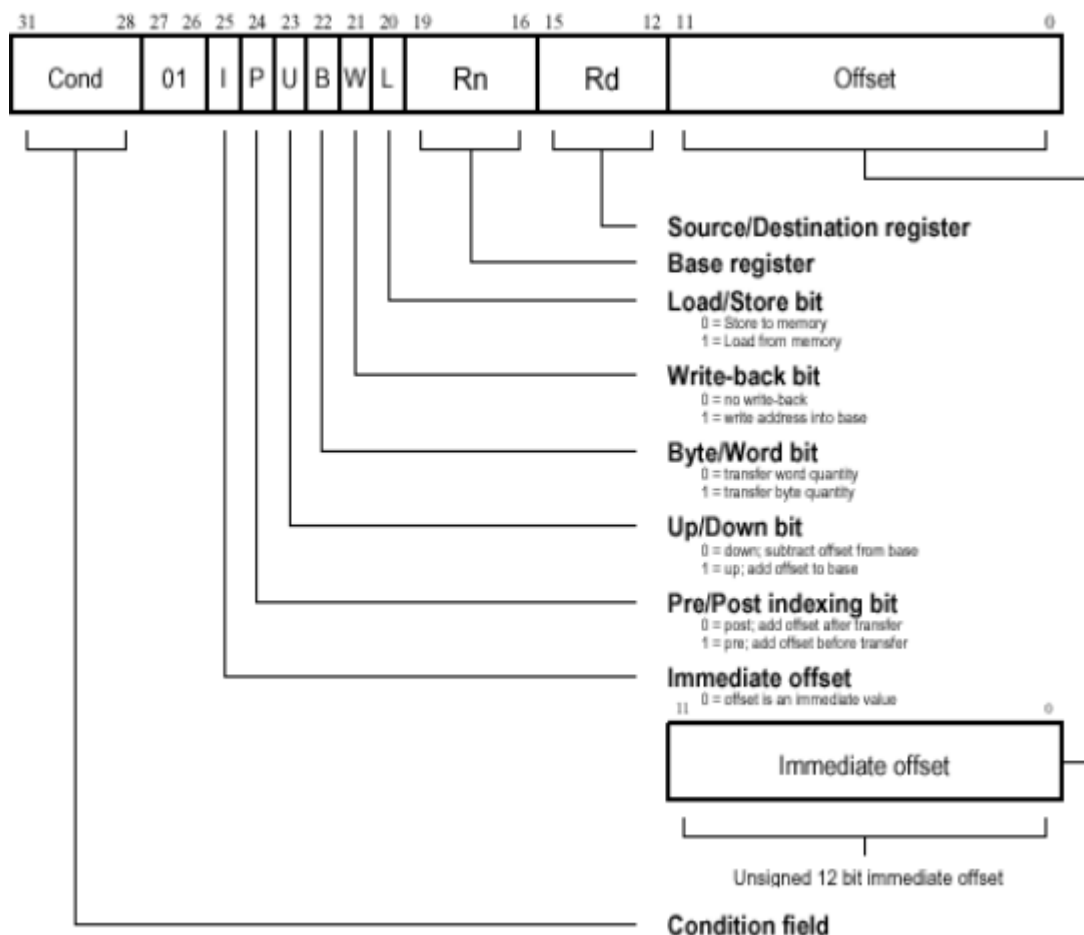 31 28 27 26 25 24 23 22 21 20 19 16 15 12 11 0
Cond 01 I P U B W L Rn Rd Offset
Source/Destination register
Base register
Load/Store bit
0 = Store to memory
1 = Load from memory
Write-back bit
0 = no write-back
1 = write address into base
Byte/Word bit
0 = transfer word quantity
1 = transfer byte quantity
Up/Down bit
0 = down; subtract offset from base
1 = up; add offset to base
Pre/Post indexing bit
0 = post; add offset after transfer
1 = pre; add offset before transfer
Immediate offset
0 = offset is an immediate value
11 0
Immediate offset
Unsigned 12 bit immediate offset
Condition field